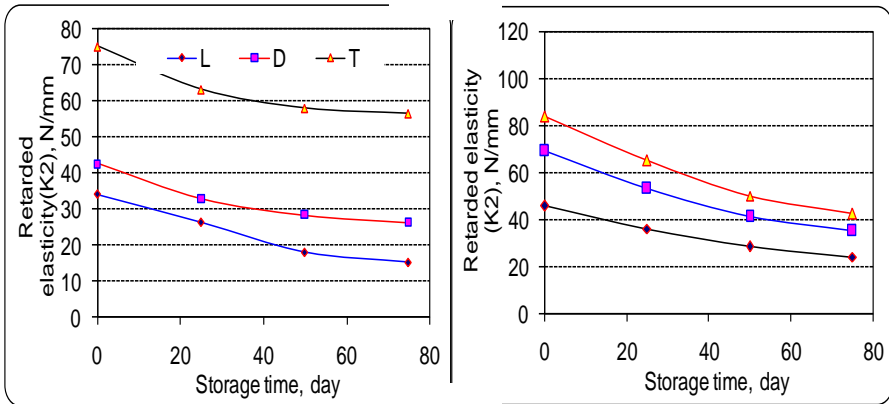 Retarded
elasticity(K2), N/mm
80
70
60
50
40
30
20
10
0
L D T
0 20 40 60 80
Storage time, day
Retarded elasticity
(K2), N/mm
120
100
80
60
40
20
0
0 20 40 60 80
Storage time, day